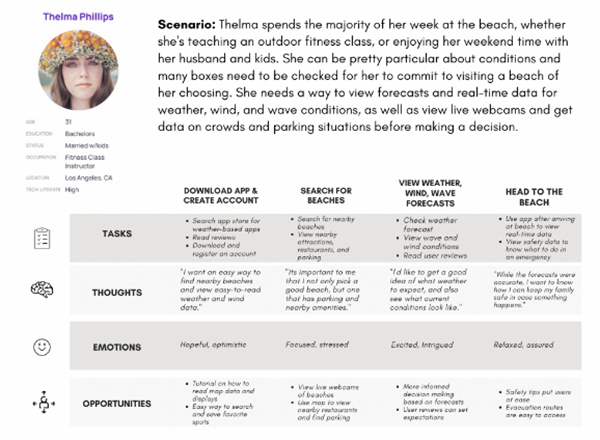 Thelma Phillips
AGE 31
EDUCATION Bachelors
STATUS Married w/kids
OCCUPATION Fitness Class
Instructor
LOCATION Los Angeles, CA
TECH LITERATE High
Scenario: Thelma spends the majority of her week at the beach, whether
she's teaching an outdoor fitness class, or enjoying her weekend time with
her husband and kids. She can be pretty particular about conditions and
many boxes need to be checked for her to commit to visiting a beach of
her choosing. She needs a way to view forecasts and real-time data for
weather, wind, and wave conditions, as well as view live webcams and get
data on crowds and parking situations before making a decision.
DOWNLOAD APP &
CREATE ACCOUNT
SEARCH FOR
BEACHES
VIEW WEATHER,
WIND, WAVE
FORECASTS
HEAD TO THE
BEACH
TASKS
• Search app store for
weather-based apps
• Read reviews
• Download and
register an account
• Search for nearby
beaches
• View nearby
attractions,
restaurants, and
parking
• Check weather
forecast
• View wave and
wind conditions
• Read user reviews
• Use app after arriving
at beach to view
real-time data
• View safety data to
know what to do in
an emergency
THOUGHTS
"I want an easy way to
find nearby beaches
and view easy-to-read
weather and wind
data."
"Its important to me
that I not only pick a
good beach, but one
that has parking and
nearby amenities."
"I'd like to get a good
idea of what weather
to expect, and also
see what current
conditions look like."
"While the forecasts were
accurate, I want to know
how I can keep my family
safe in case something
happens."
EMOTIONS
Hopeful, optimistic
Focused, stressed
Excited, Intrigued
Relaxed, assured
OPPORTUNITIES
• Tutorial on how to
read map data and
displays
• Easy way to search
and save favorite
spots
• View live webcams
of beaches
• Use map to view
nearby restaurants
and find parking
• More informed
decision making
based on forecasts
• User reviews can set
expectations
• Safety tips put users
at ease
• Evacuation routes
are easy to access